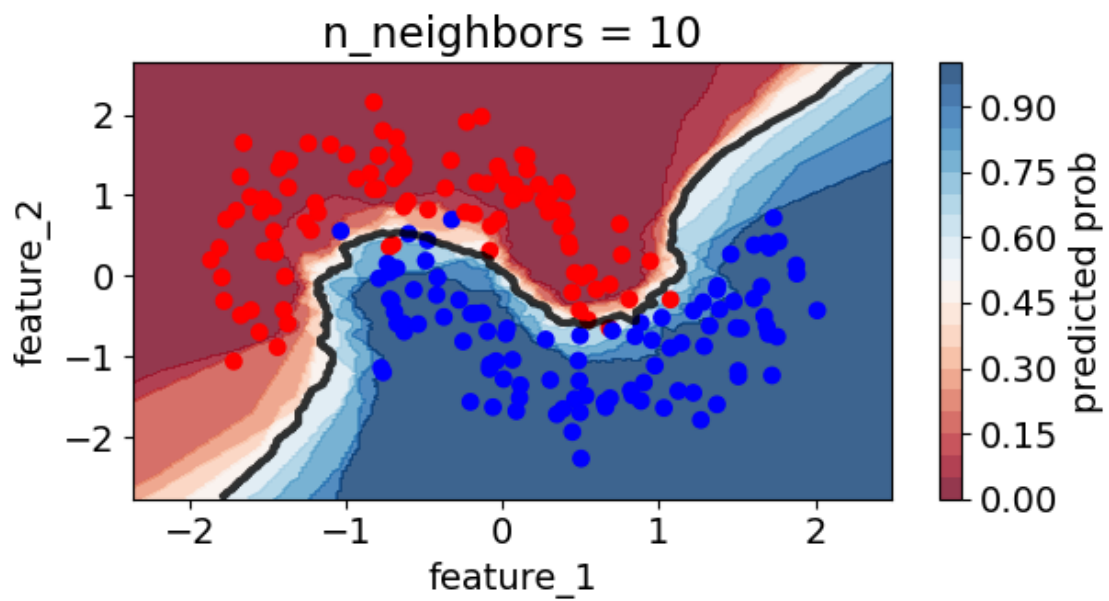 n_neighbors = 10
feature_2
2
1
0
−1
−2
−2 −1 0 1 2
feature_1
0.90
0.75
0.60
0.45
0.30
0.15
0.00
predicted prob